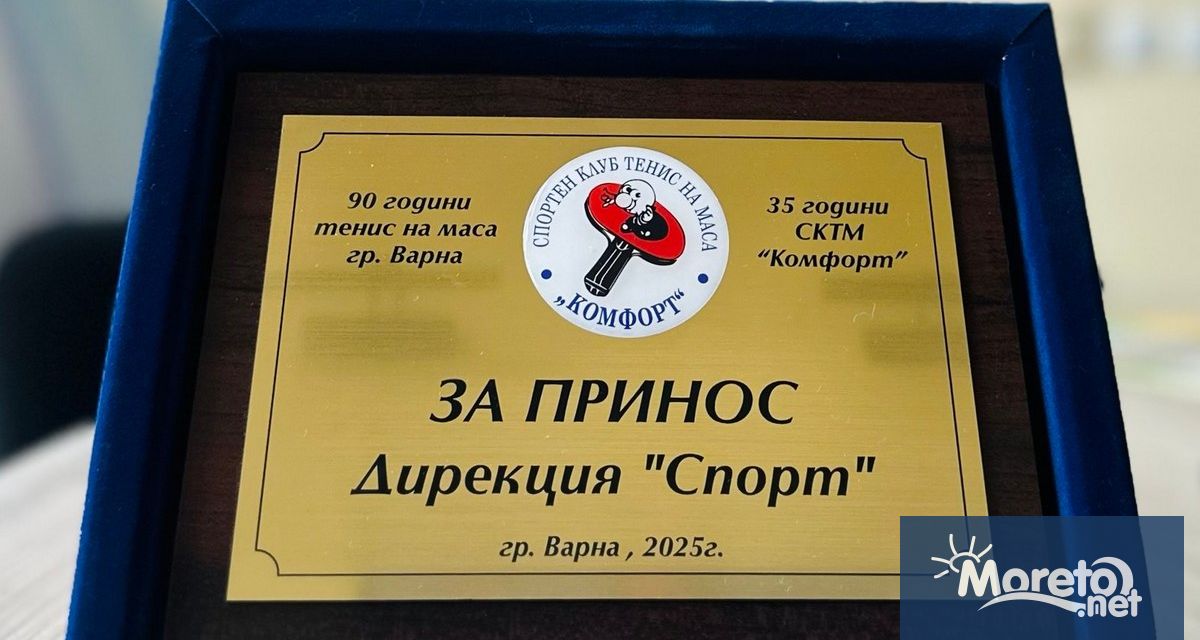 90 години
тенис на маса
гр. Варна
СПОРТЕН КЛУБ ТЕНИС НА МАСА
„КОМФОРТ“
35 години
СКТМ
“Комфорт”
ЗА ПРИНОС
Дирекция "Спорт"
гр. Варна , 2025г.
Moreto
.net